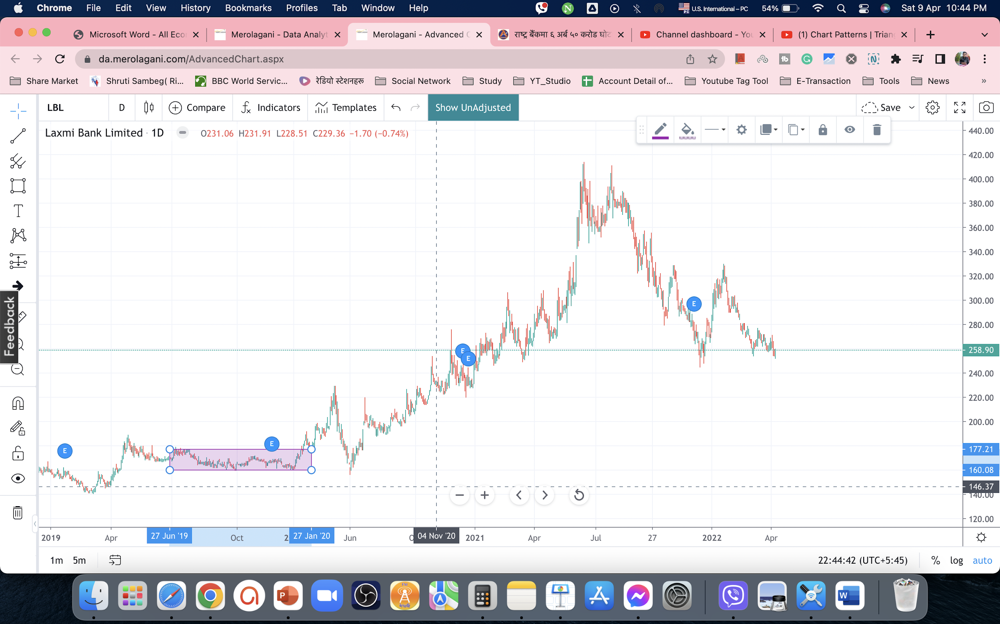 Chrome File Edit View History Bookmarks Profiles Tab Window Help U.S. International – PC 54% Sat 9 Apr 10:44 PM
Microsoft Word - All Eco Merolagani - Data Analyt Merolagani - Advanced C राष्ट्र बैंकमा ६ अर्ब ५० करोड घोट Channel dashboard - You (1) Chart Patterns | Trian
da.merolagani.com/AdvancedChart.aspx
Share Market Shruti Sambeg( Ri... BBC World Servic... रेडियो स्टेशनहरू Social Network Study YT_Studio Account Detail of... Youtube Tag Tool E-Transaction Tools News »
LBL D Compare Indicators Templates Show UnAdjusted Save
Laxmi Bank Limited · 1D O231.06 H231.91 L228.51 C229.36 −1.70 (−0.74%)
440.00
420.00
400.00
380.00
360.00
340.00
320.00
300.00
280.00
258.90
240.00
220.00
200.00
177.21
160.08
146.37
140.00
120.00
E
E
E
E
E
Feedback
2019 Apr 27 Jun '19 Oct 2 27 Jan '20 Jun O 04 Nov '20 2021 Apr Jul 27 2022 Apr
1m 5m 22:44:42 (UTC+5:45) % log auto